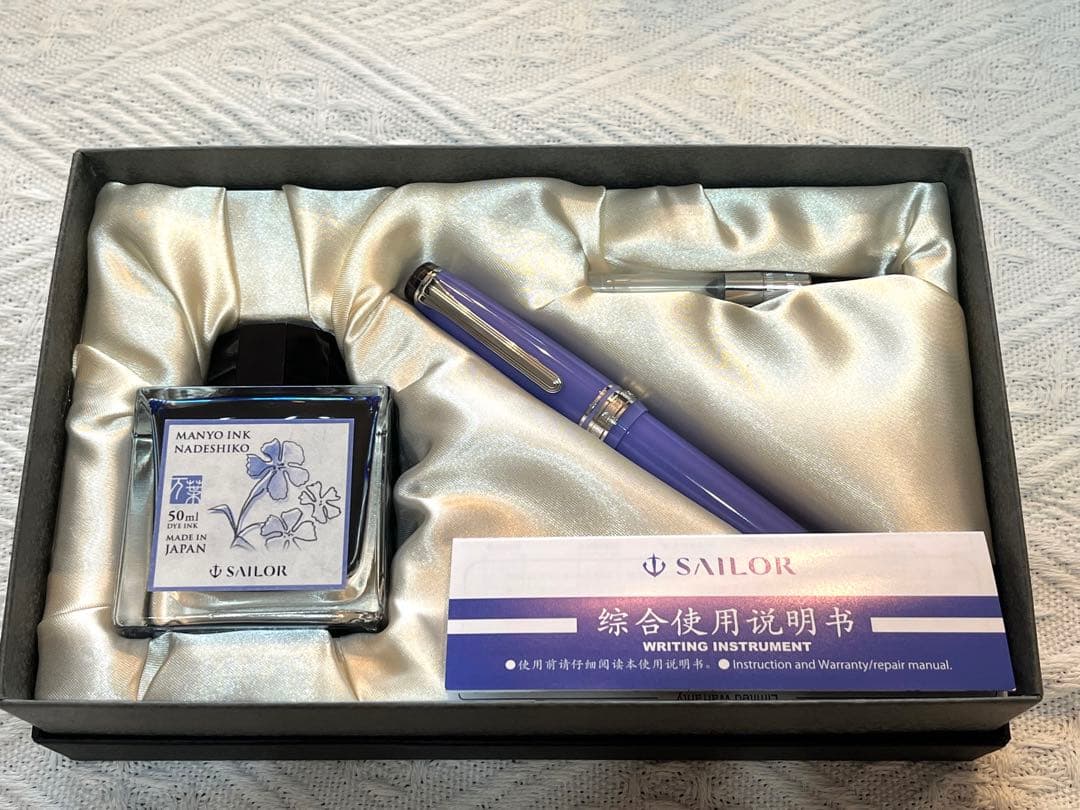 MANYO INK
NADESHIKO
万葉
50ml
DYE INK
MADE IN
JAPAN
SAILOR
SAILOR
综合使用说明书
WRITING INSTRUMENT
●使用前请仔细阅读本使用说明书。 ● Instruction and Warranty/repair manual.
Limited Warranty